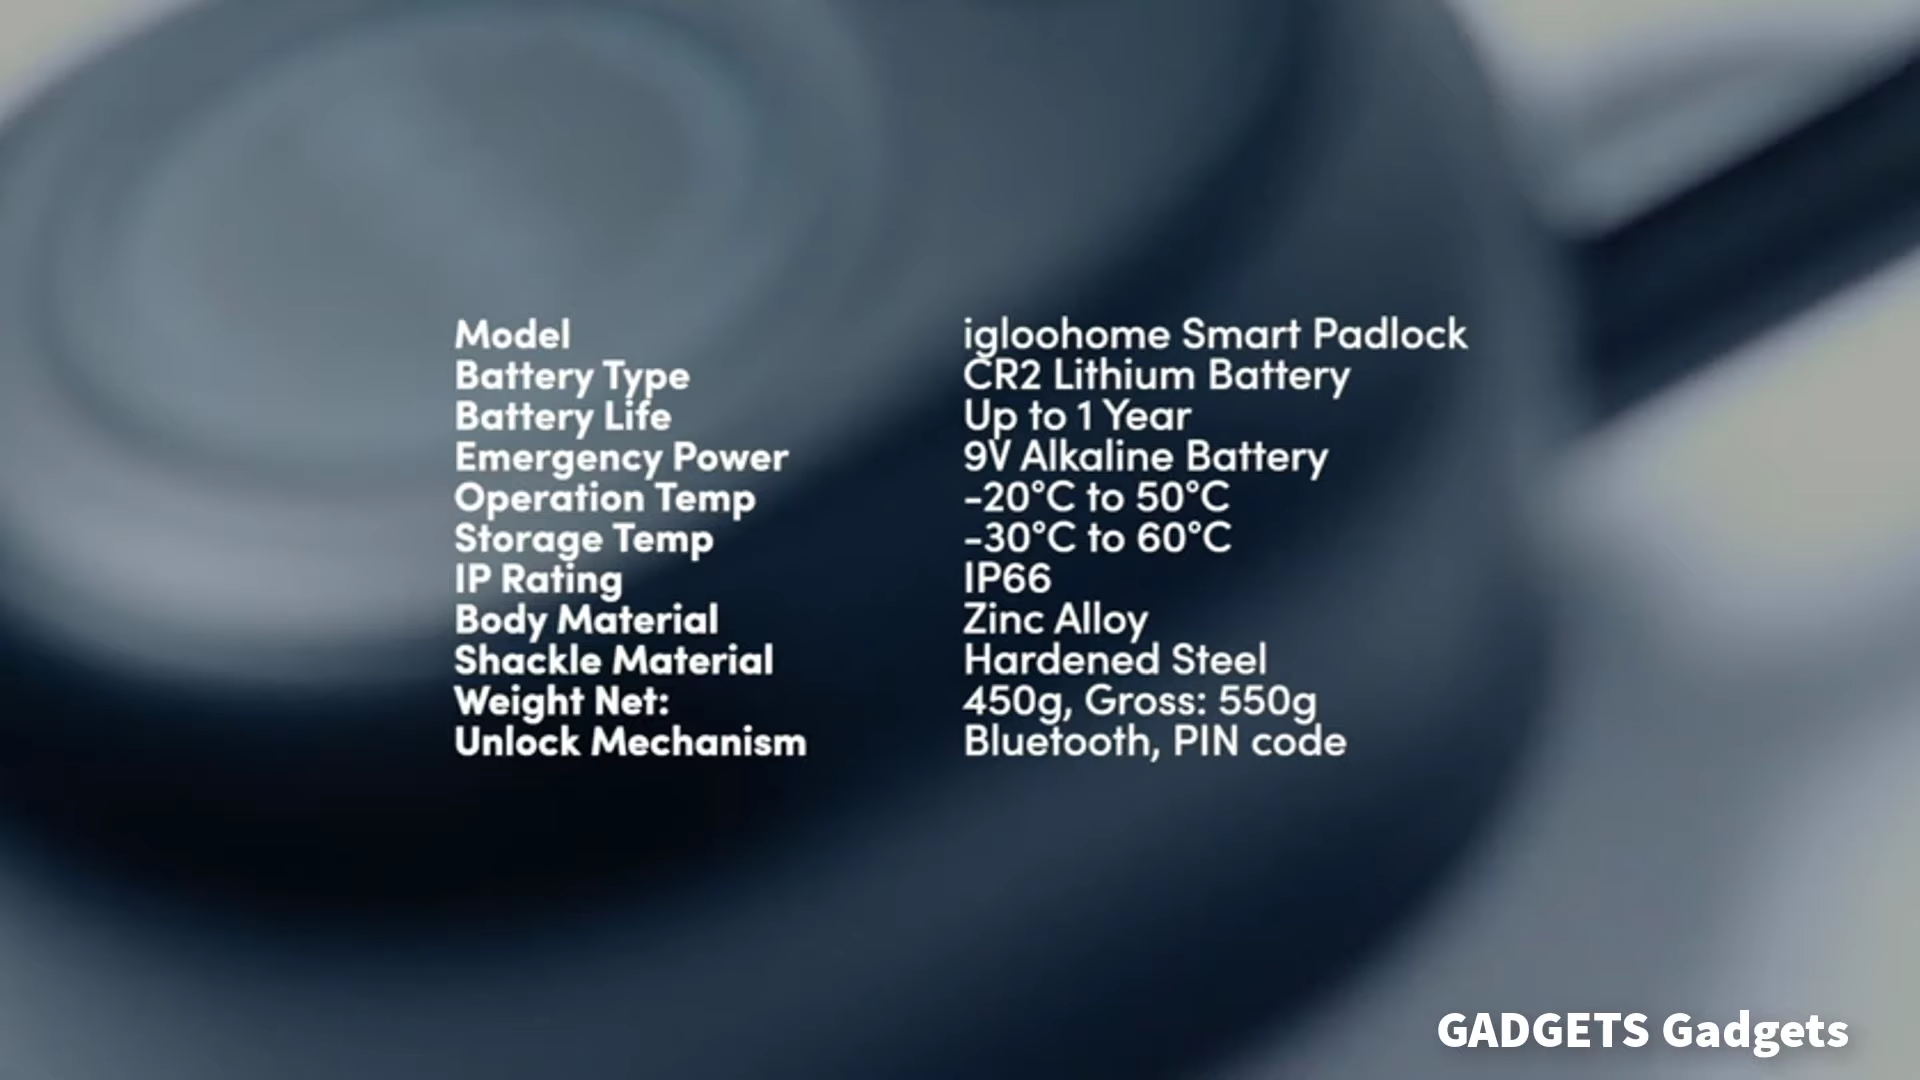 Model igloohome Smart Padlock
Battery Type CR2 Lithium Battery
Battery Life Up to 1 Year
Emergency Power 9V Alkaline Battery
Operation Temp -20°C to 50°C
Storage Temp -30°C to 60°C
IP Rating IP66
Body Material Zinc Alloy
Shackle Material Hardened Steel
Weight Net: 450g, Gross: 550g
Unlock Mechanism Bluetooth, PIN code
GADGETS Gadgets